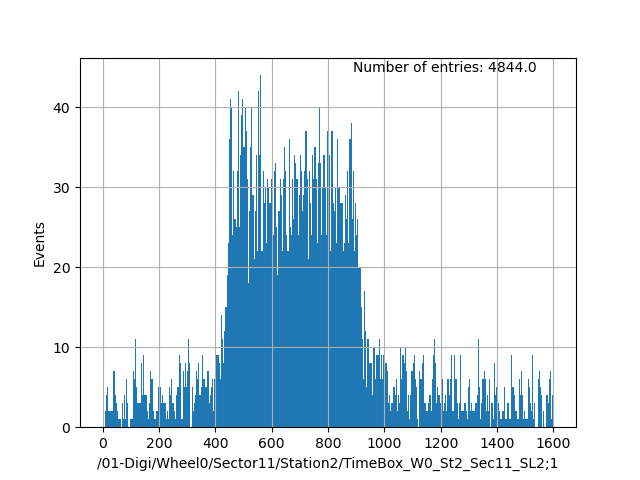 Number of entries: 4844.0
40
30
20
10
0
Events
0 200 400 600 800 1000 1200 1400 1600
/01-Digi/Wheel0/Sector11/Station2/TimeBox_W0_St2_Sec11_SL2;1